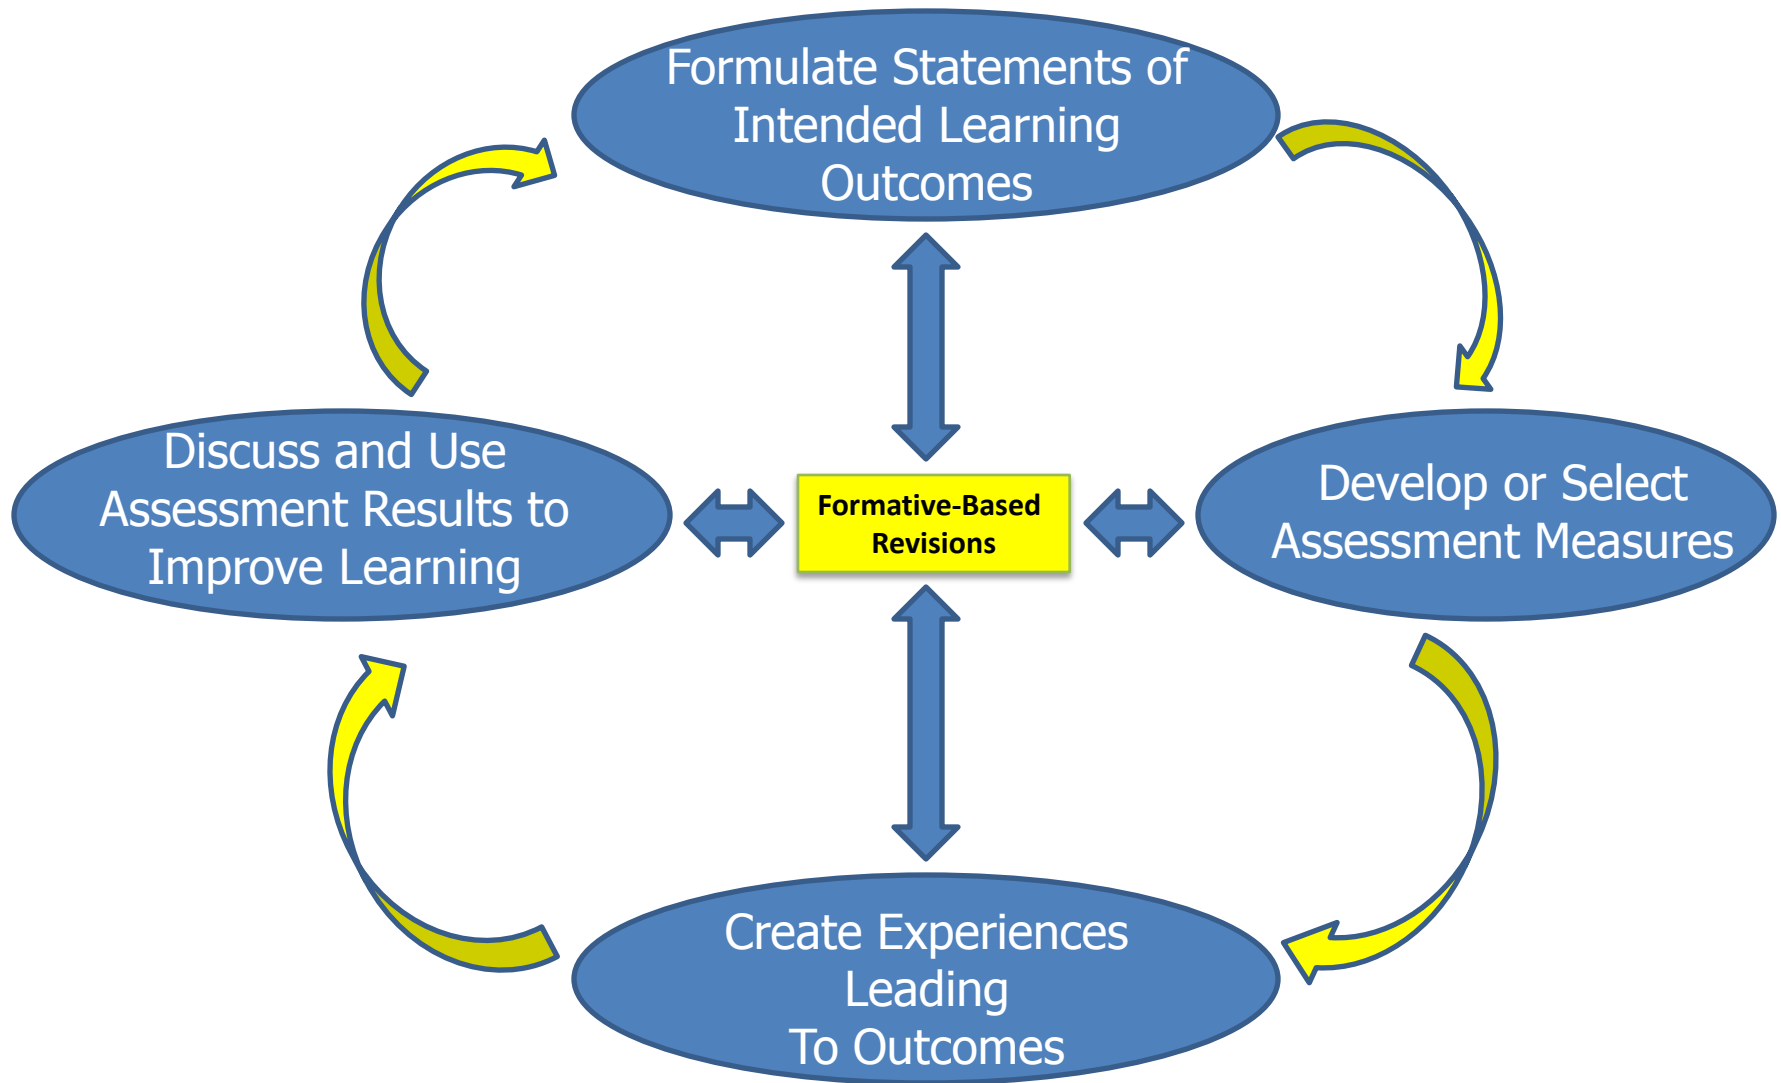 Formulate Statements of
Intended Learning
Outcomes
Discuss and Use
Assessment Results to
Improve Learning
Formative-Based
Revisions
Develop or Select
Assessment Measures
Create Experiences
Leading
To Outcomes